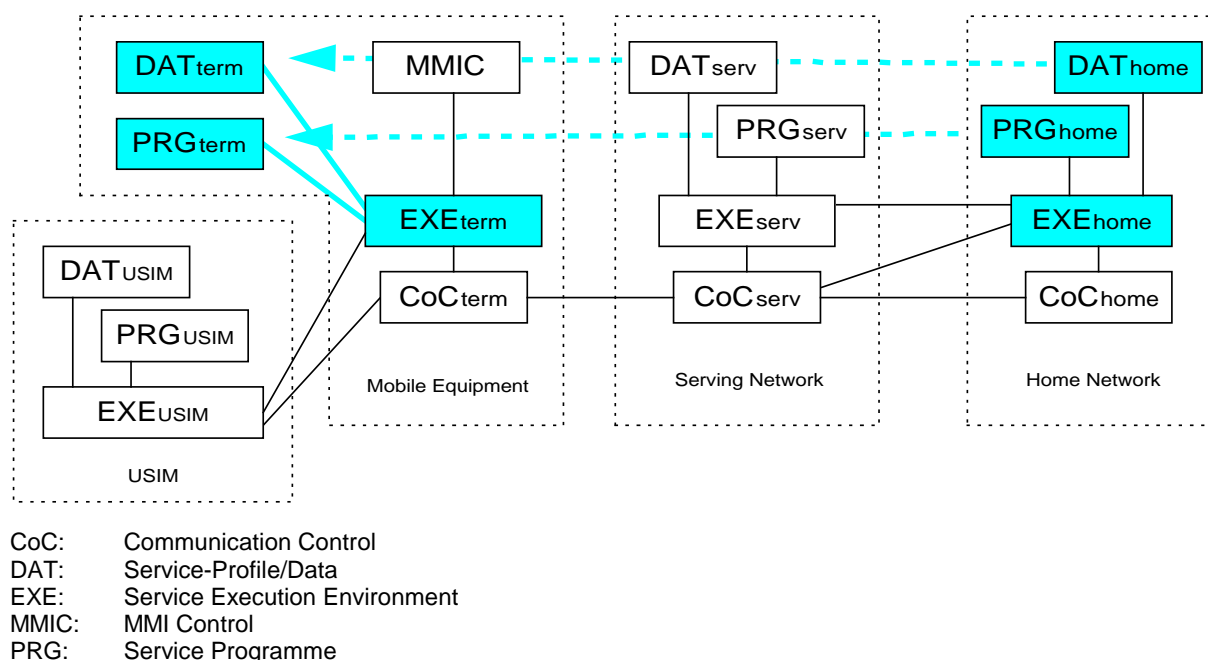 DATterm
MMIC
DATserv
DAThome
PRGterm
PRGserv
PRGhome
EXEterm
EXEserv
EXEhome
DATUSIM
CoCterm
CoCserv
CoChome
PRGUSIM
Mobile Equipment
Serving Network
Home Network
EXEUSIM
USIM
CoC: Communication Control
DAT: Service-Profile/Data
EXE: Service Execution Environment
MMIC: MMI Control
PRG: Service Programme